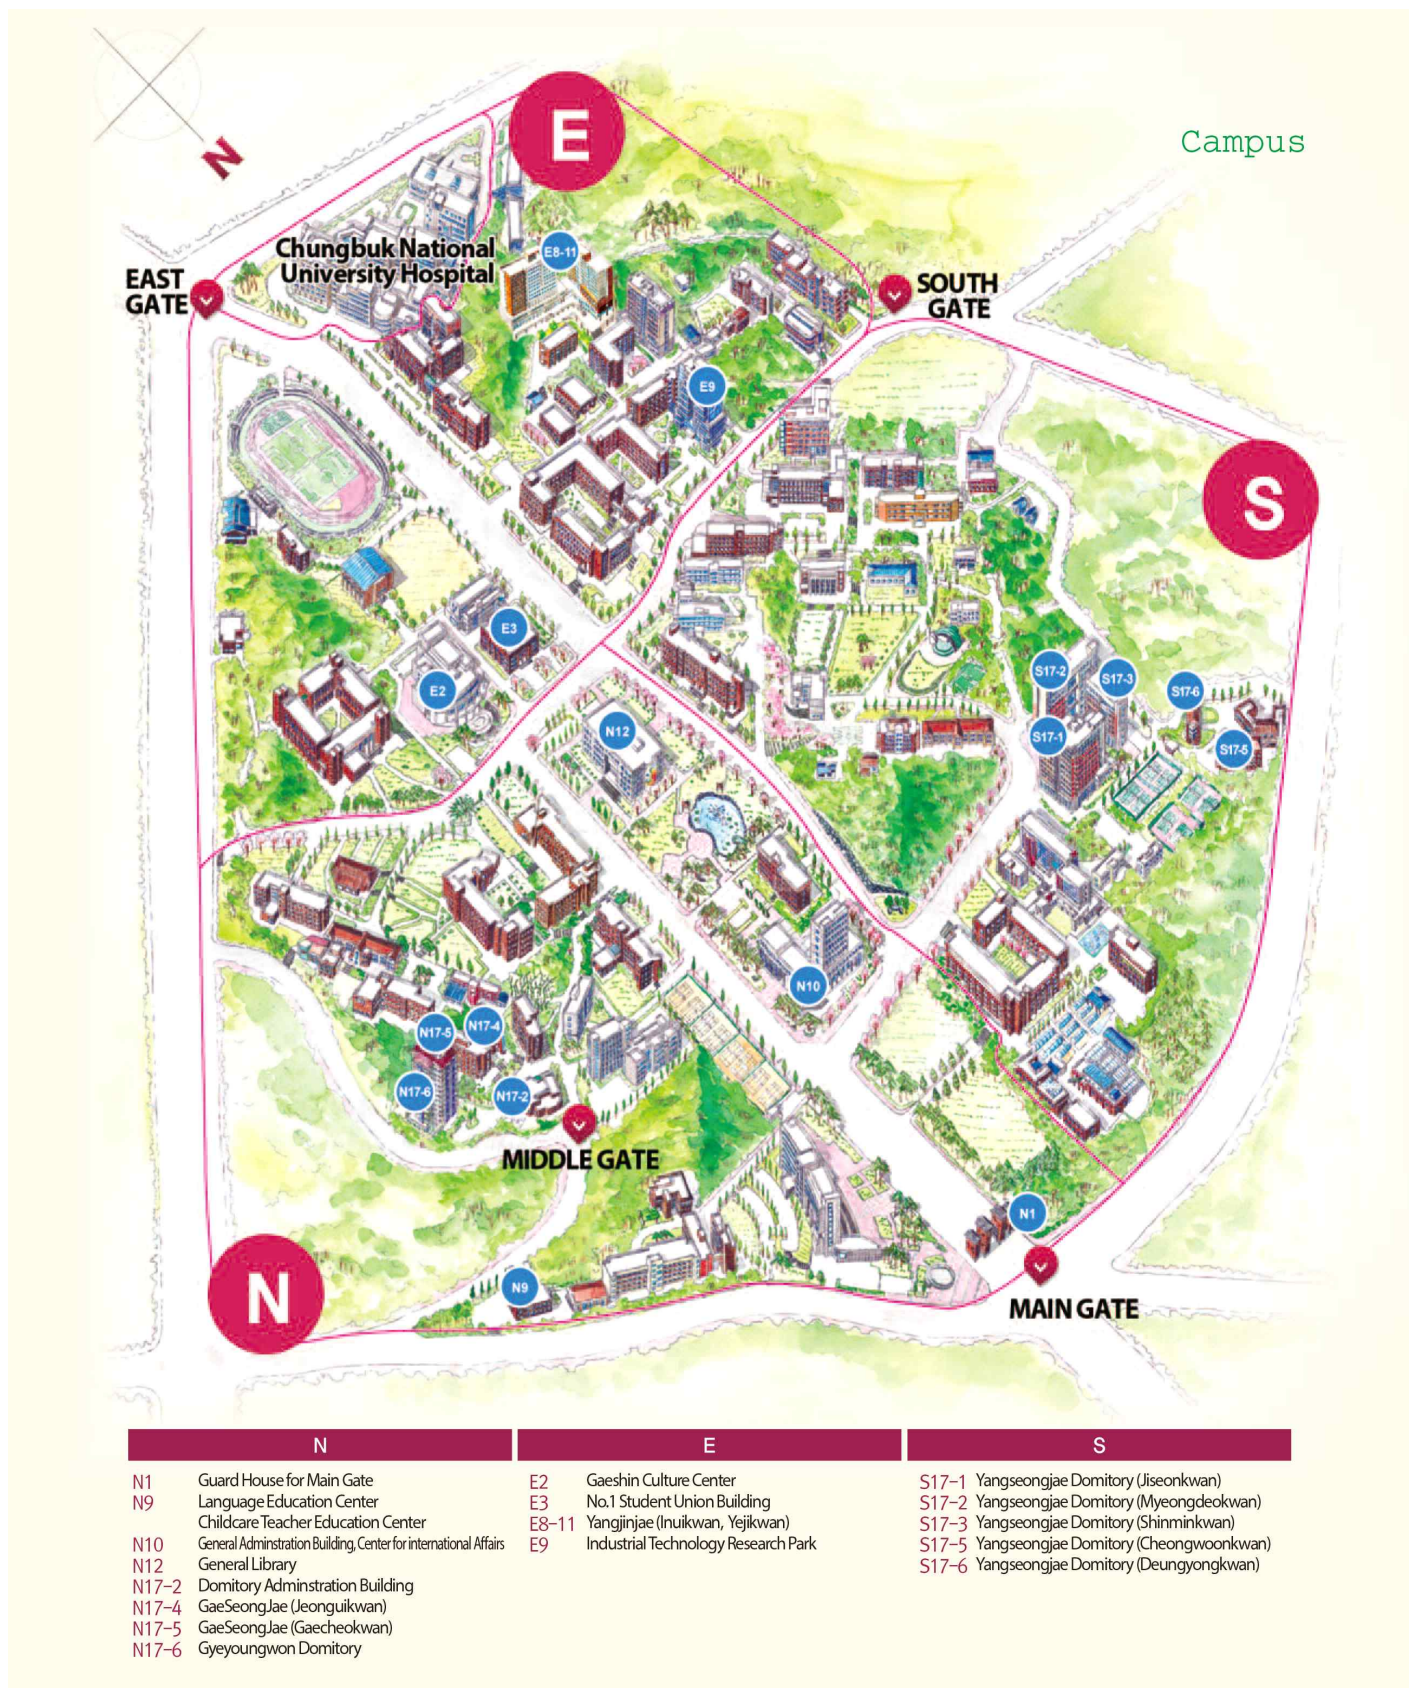 N
E
Campus
E8-11
Chungbuk National
University Hospital
EAST
GATE
SOUTH
GATE
E9
S
E3
E2
S17-2
S17-3
S17-6
N12
S17-1
S17-5
N10
N17-5
N17-4
N17-6
N17-2
MIDDLE GATE
N1
N9
N
MAIN GATE
N
N1 Guard House for Main Gate
N9 Language Education Center
Childcare Teacher Education Center
N10 General Adminstration Building, Center for international Affairs
N12 General Library
N17-2 Domitory Adminstration Building
N17-4 GaeSeongJae (Jeonguikwan)
N17-5 GaeSeongJae (Gaecheokwan)
N17-6 Gyeyoungwon Domitory
E
E2 Gaeshin Culture Center
E3 No.1 Student Union Building
E8-11 Yangjinjae (Inuikwan, Yejikwan)
E9 Industrial Technology Research Park
S
S17-1 Yangseongjae Domitory (Jiseonkwan)
S17-2 Yangseongjae Domitory (Myeongdeokwan)
S17-3 Yangseongjae Domitory (Shinminkwan)
S17-5 Yangseongjae Domitory (Cheongwoonkwan)
S17-6 Yangseongjae Domitory (Deungyongkwan)